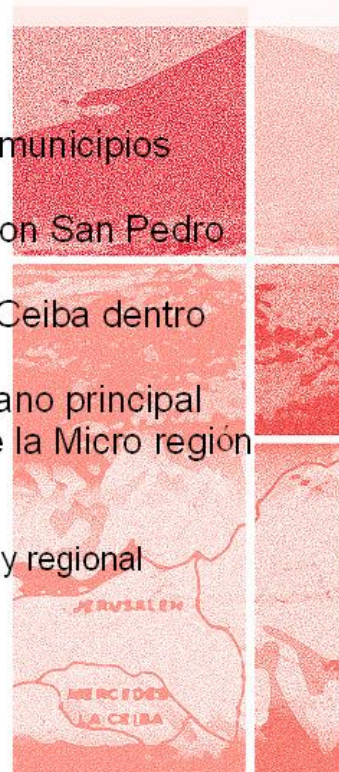 municipios
on San Pedro
Ceiba dentro
ano principal
e la Micro región
y regional
JERUSALEN
MERCEDES
LA CEIBA